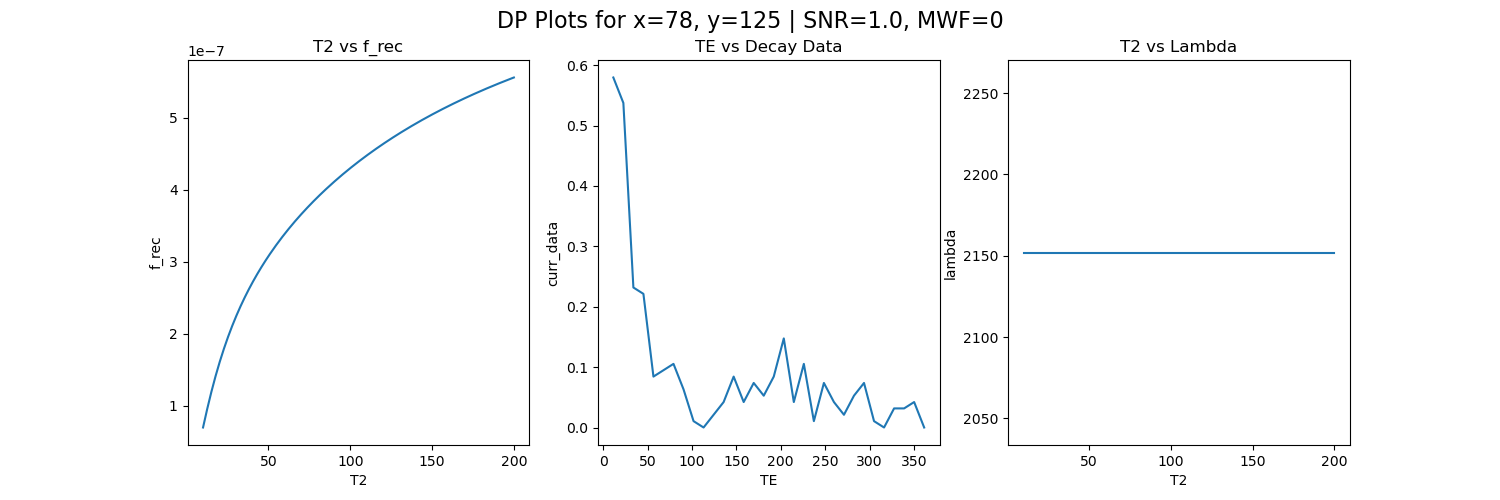 DP Plots for x=78, y=125 | SNR=1.0, MWF=0
T2 vs f_rec
1e−7
5
4
3
2
1
f_rec
50 100 150 200
T2
TE vs Decay Data
0.6
0.5
0.4
0.3
0.2
0.1
0.0
curr_data
0 50 100 150 200 250 300 350
TE
T2 vs Lambda
2250
2200
2150
2100
2050
lambda
50 100 150 200
T2